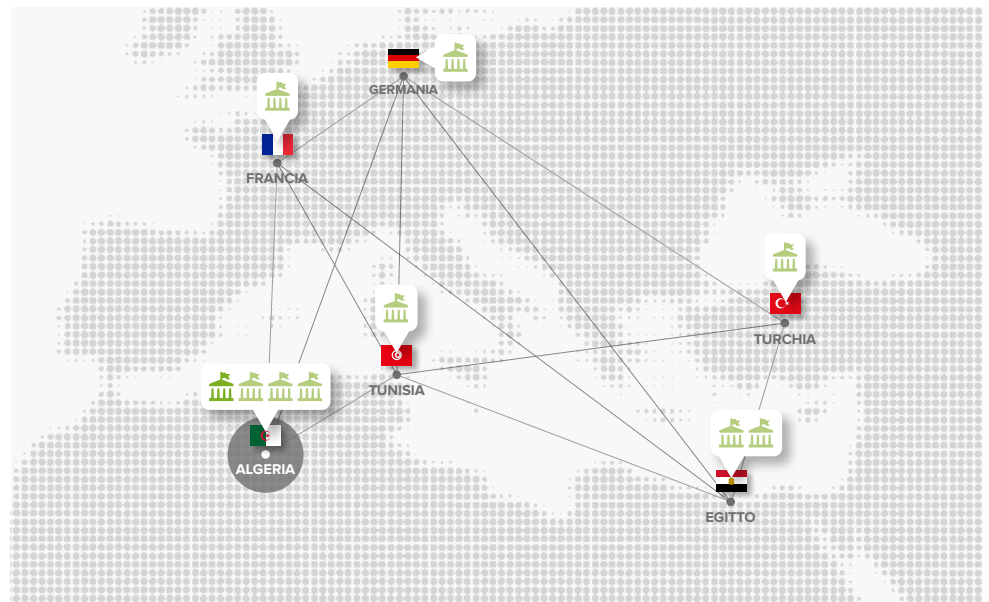 GERMANIA
FRANCIA
TURCHIA
TUNISIA
ALGERIA
EGITTO